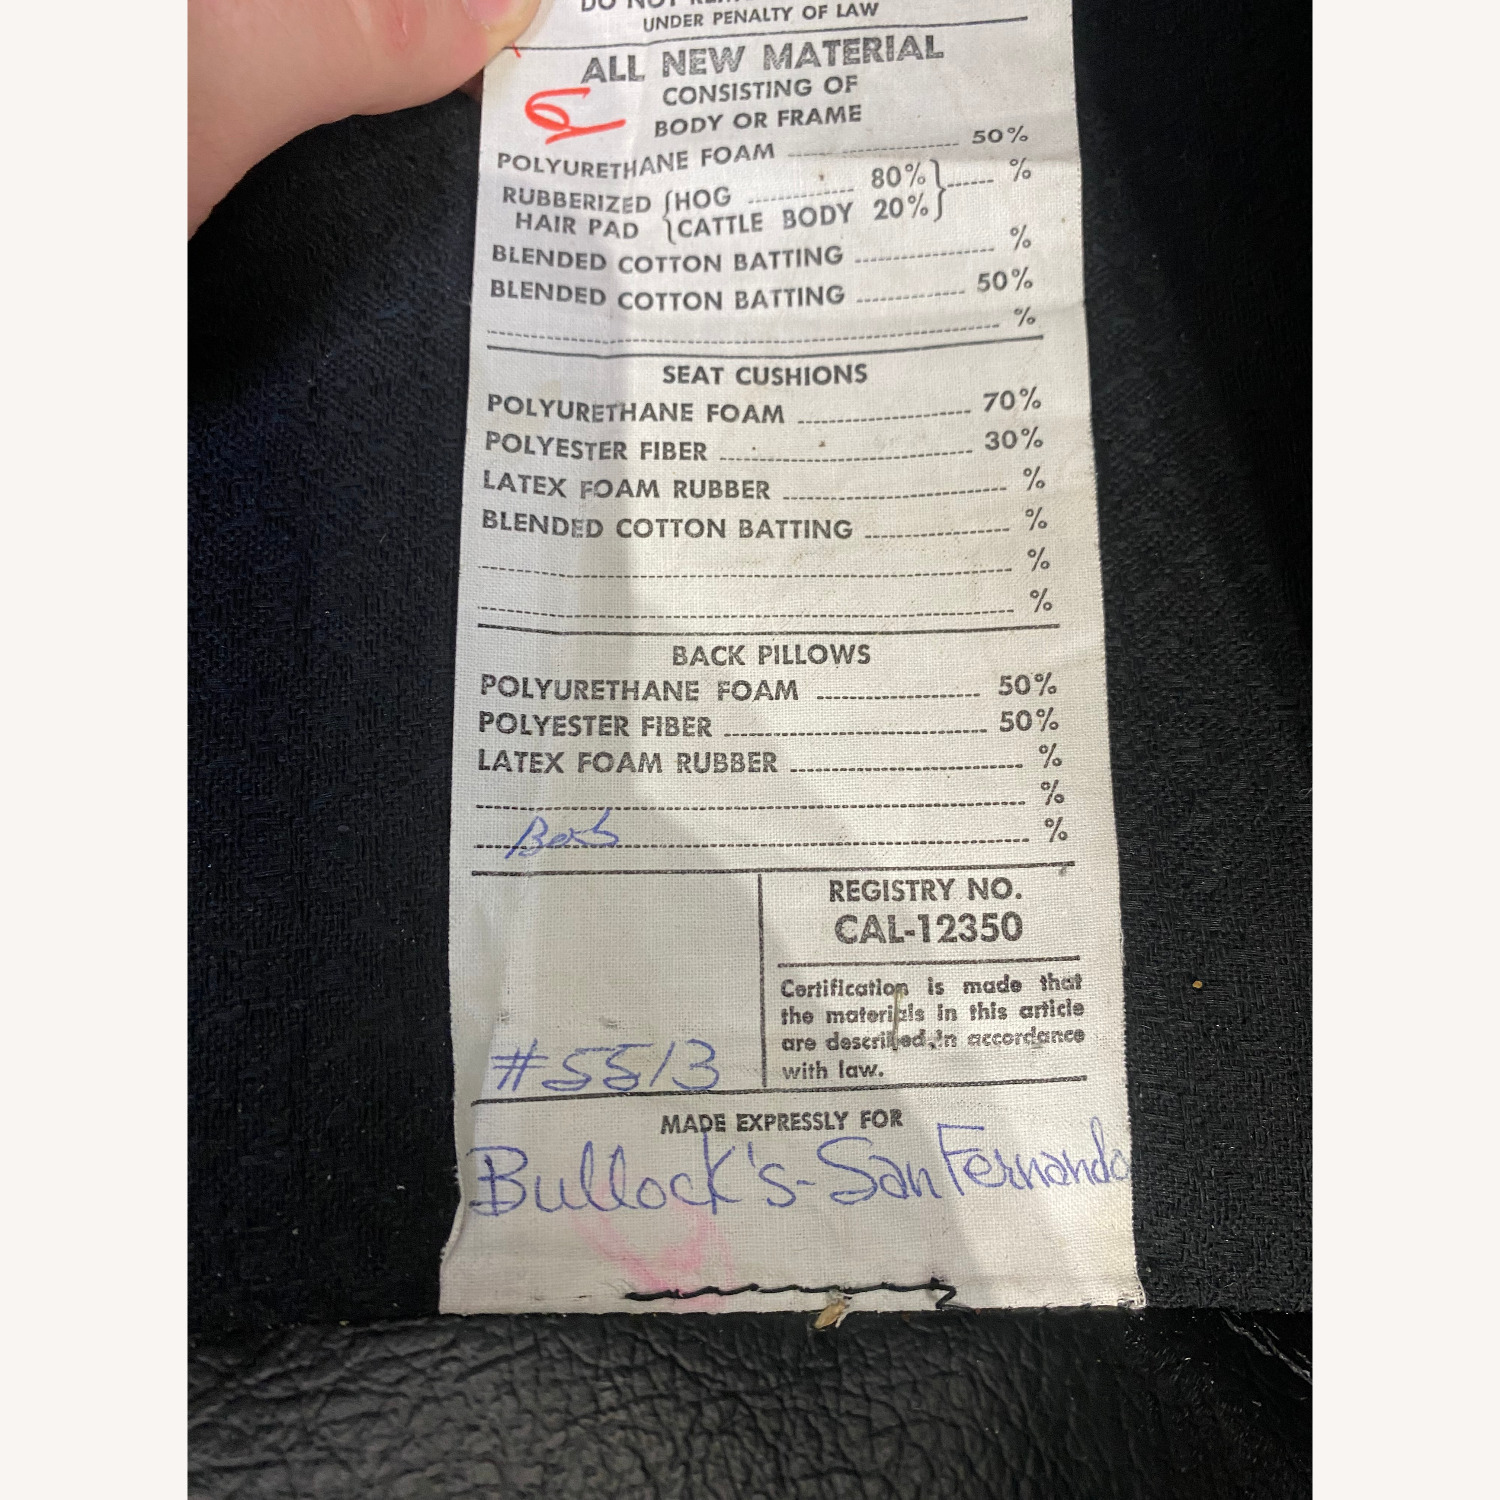 UNDER PENALTY OF LAW
ALL NEW MATERIAL
CONSISTING OF
BODY OR FRAME
POLYURETHANE FOAM 50%
RUBBERIZED HAIR PAD { HOG 80% } %
{ CATTLE BODY 20% }
BLENDED COTTON BATTING %
BLENDED COTTON BATTING 50%
%
SEAT CUSHIONS
POLYURETHANE FOAM 70%
POLYESTER FIBER 30%
LATEX FOAM RUBBER %
BLENDED COTTON BATTING %
%
%
BACK PILLOWS
POLYURETHANE FOAM 50%
POLYESTER FIBER 50%
LATEX FOAM RUBBER %
%
%
REGISTRY NO.
CAL-12350
Certification is made that
the materials in this article
are described in accordance
with law.
#5513
MADE EXPRESSLY FOR
Bullock's-San Fernando